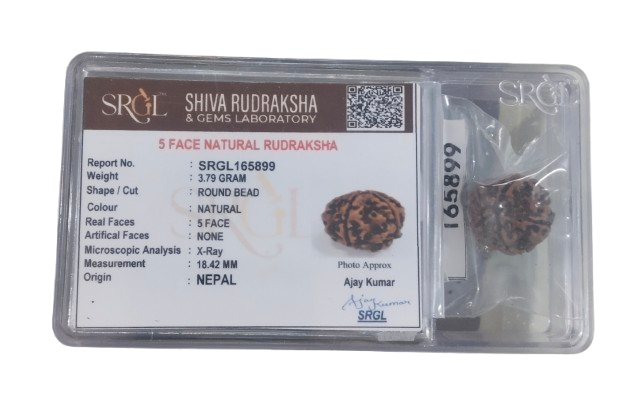 SRGL
SHIVA RUDRAKSHA
& GEMS LABORATORY
5 FACE NATURAL RUDRAKSHA
Report No. : SRGL165899
Weight : 3.79 GRAM
Shape / Cut : ROUND BEAD
Colour : NATURAL
Real Faces : 5 FACE
Artifical Faces : NONE
Microscopic Analysis : X-Ray
Measurement : 18.42 MM
Origin : NEPAL
Photo Approx
Ajay Kumar
Ajay Kumar
SRGL
SRGL
165899